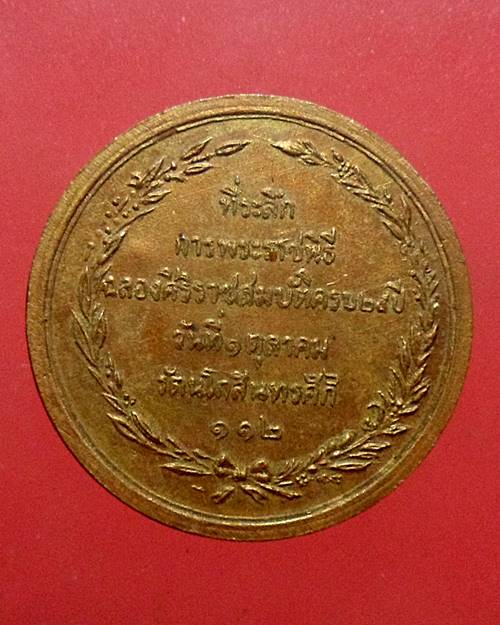 ที่ระลึก
การพระราชพิธี
ฉลองศิริราชสมบัติครบ๒๕ปี
วันที่๑ ตุลาคม
รัตนโกสินทรศักิ
๑๑๒